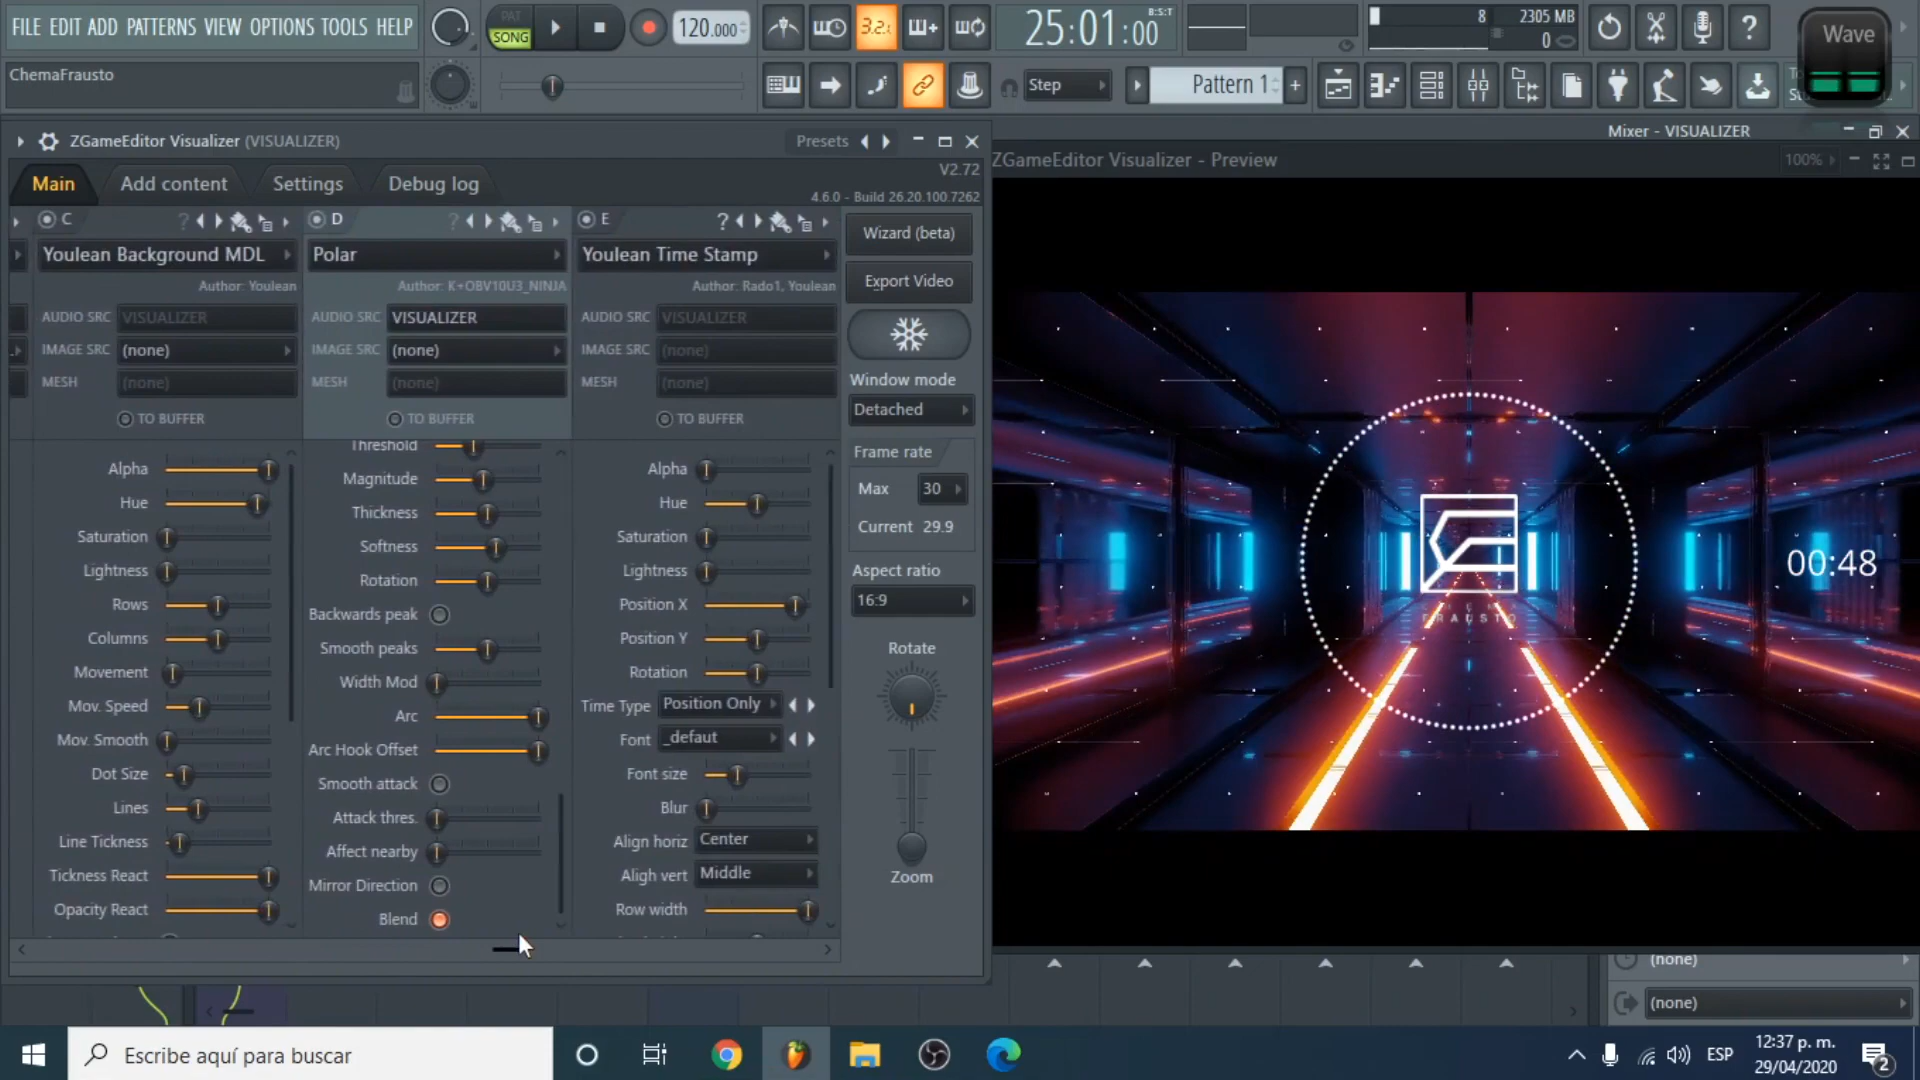 FILE EDIT ADD PATTERNS VIEW OPTIONS TOOLS HELP
PAT
SONG
120.000
3.2.
25:01:00
B:S:T
8
2305 MB
0
Wave
ChemaFrausto
Step
Pattern 1
ZGameEditor Visualizer (VISUALIZER)
Presets
Mixer - VISUALIZER
ZGameEditor Visualizer - Preview
100%
Main
Add content
Settings
Debug log
V2.72
4.6.0 - Build 26.20.100.7262
C
D
E
Youlean Background MDL
Polar
Youlean Time Stamp
Author: Youlean
Author: K+OBV10U3_NINJA
Author: Rado1, Youlean
AUDIO SRC VISUALIZER
IMAGE SRC (none)
MESH (none)
TO BUFFER
AUDIO SRC VISUALIZER
IMAGE SRC (none)
MESH (none)
TO BUFFER
AUDIO SRC VISUALIZER
IMAGE SRC (none)
MESH (none)
TO BUFFER
Alpha
Hue
Saturation
Lightness
Rows
Columns
Movement
Mov. Speed
Mov. Smooth
Dot Size
Lines
Line Tickness
Tickness React
Opacity React
Threshold
Magnitude
Thickness
Softness
Rotation
Backwards peak
Smooth peaks
Width Mod
Arc
Arc Hook Offset
Smooth attack
Attack thres.
Affect nearby
Mirror Direction
Blend
Alpha
Hue
Saturation
Lightness
Position X
Position Y
Rotation
Time Type Position Only
Font _defaut
Font size
Blur
Align horiz Center
Aligh vert Middle
Row width
Wizard (beta)
Export Video
Window mode
Detached
Frame rate
Max 30
Current 29.9
Aspect ratio
16:9
Rotate
Zoom
FRAUSTO
00:48
(none)
(none)
Escribe aquí para buscar
ESP
12:37 p. m.
29/04/2020
2